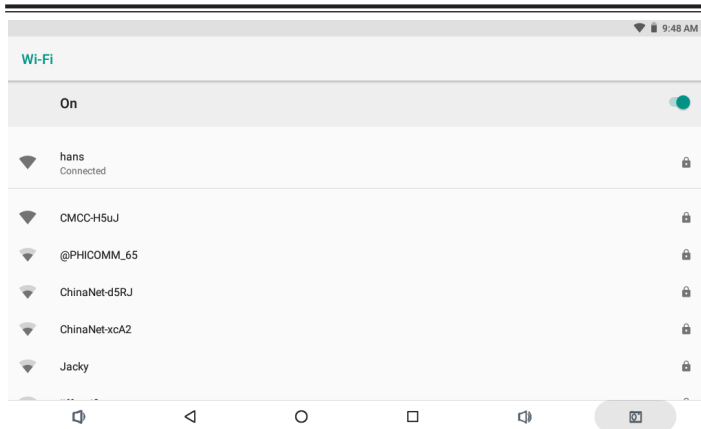 9:48 AM
Wi-Fi
On
hans
Connected
CMCC-H5uJ
@PHICOMM_65
ChinaNet-d5RJ
ChinaNet-xcA2
Jacky